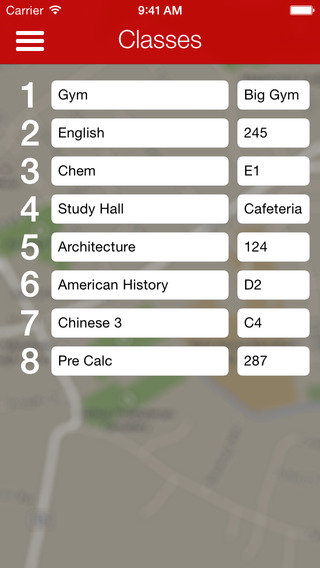 Carrier 9:41 AM
Classes
1 Gym Big Gym
2 English 245
3 Chem E1
4 Study Hall Cafeteria
5 Architecture 124
6 American History D2
7 Chinese 3 C4
8 Pre Calc 287